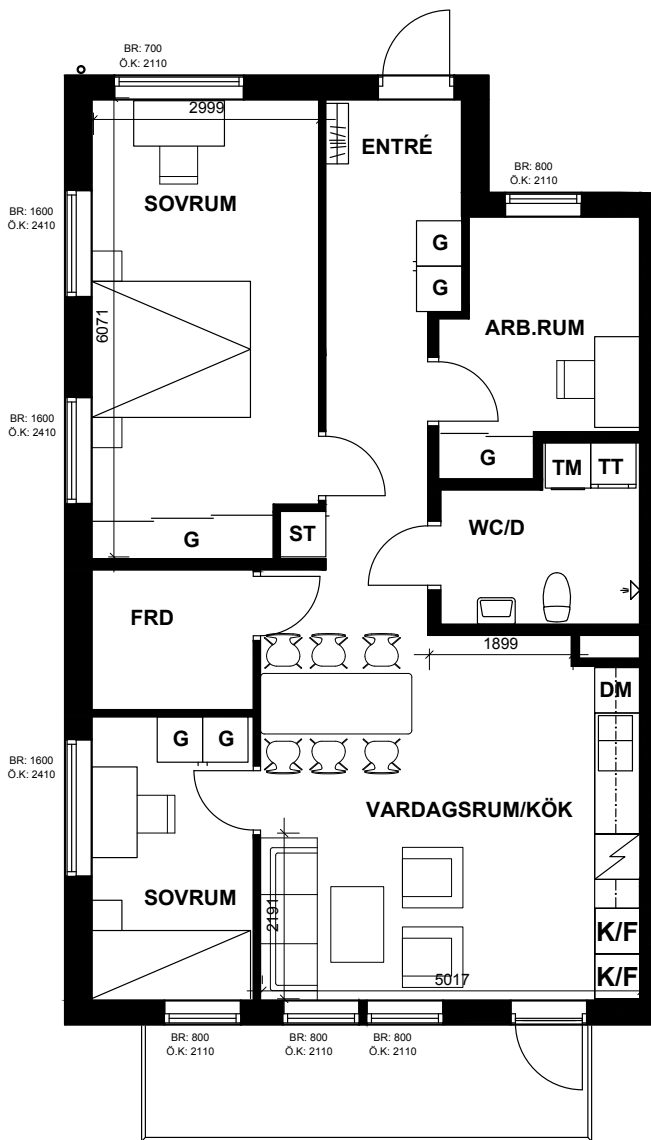 BR: 700
Ö.K: 2110
2999
ENTRÉ
BR: 800
Ö.K: 2110
SOVRUM
BR: 1600
Ö.K: 2410
G
G
6071
ARB.RUM
BR: 1600
Ö.K: 2410
G
TM
TT
G
ST
WC/D
FRD
1899
DM
G
G
BR: 1600
Ö.K: 2410
VARDAGSRUM/KÖK
SOVRUM
2191
K/F
K/F
5017
BR: 800
Ö.K: 2110
BR: 800
Ö.K: 2110
BR: 800
Ö.K: 2110